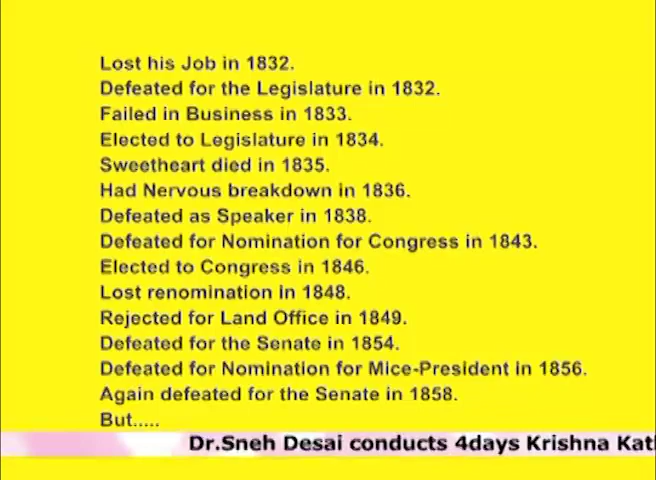 Lost his Job in 1832.
Defeated for the Legislature in 1832.
Failed in Business in 1833.
Elected to Legislature in 1834.
Sweetheart died in 1835.
Had Nervous breakdown in 1836.
Defeated as Speaker in 1838.
Defeated for Nomination for Congress in 1843.
Elected to Congress in 1846.
Lost renomination in 1848.
Rejected for Land Office in 1849.
Defeated for the Senate in 1854.
Defeated for Nomination for Mice-President in 1856.
Again defeated for the Senate in 1858.
But.....
Dr.Sneh Desai conducts 4days Krishna